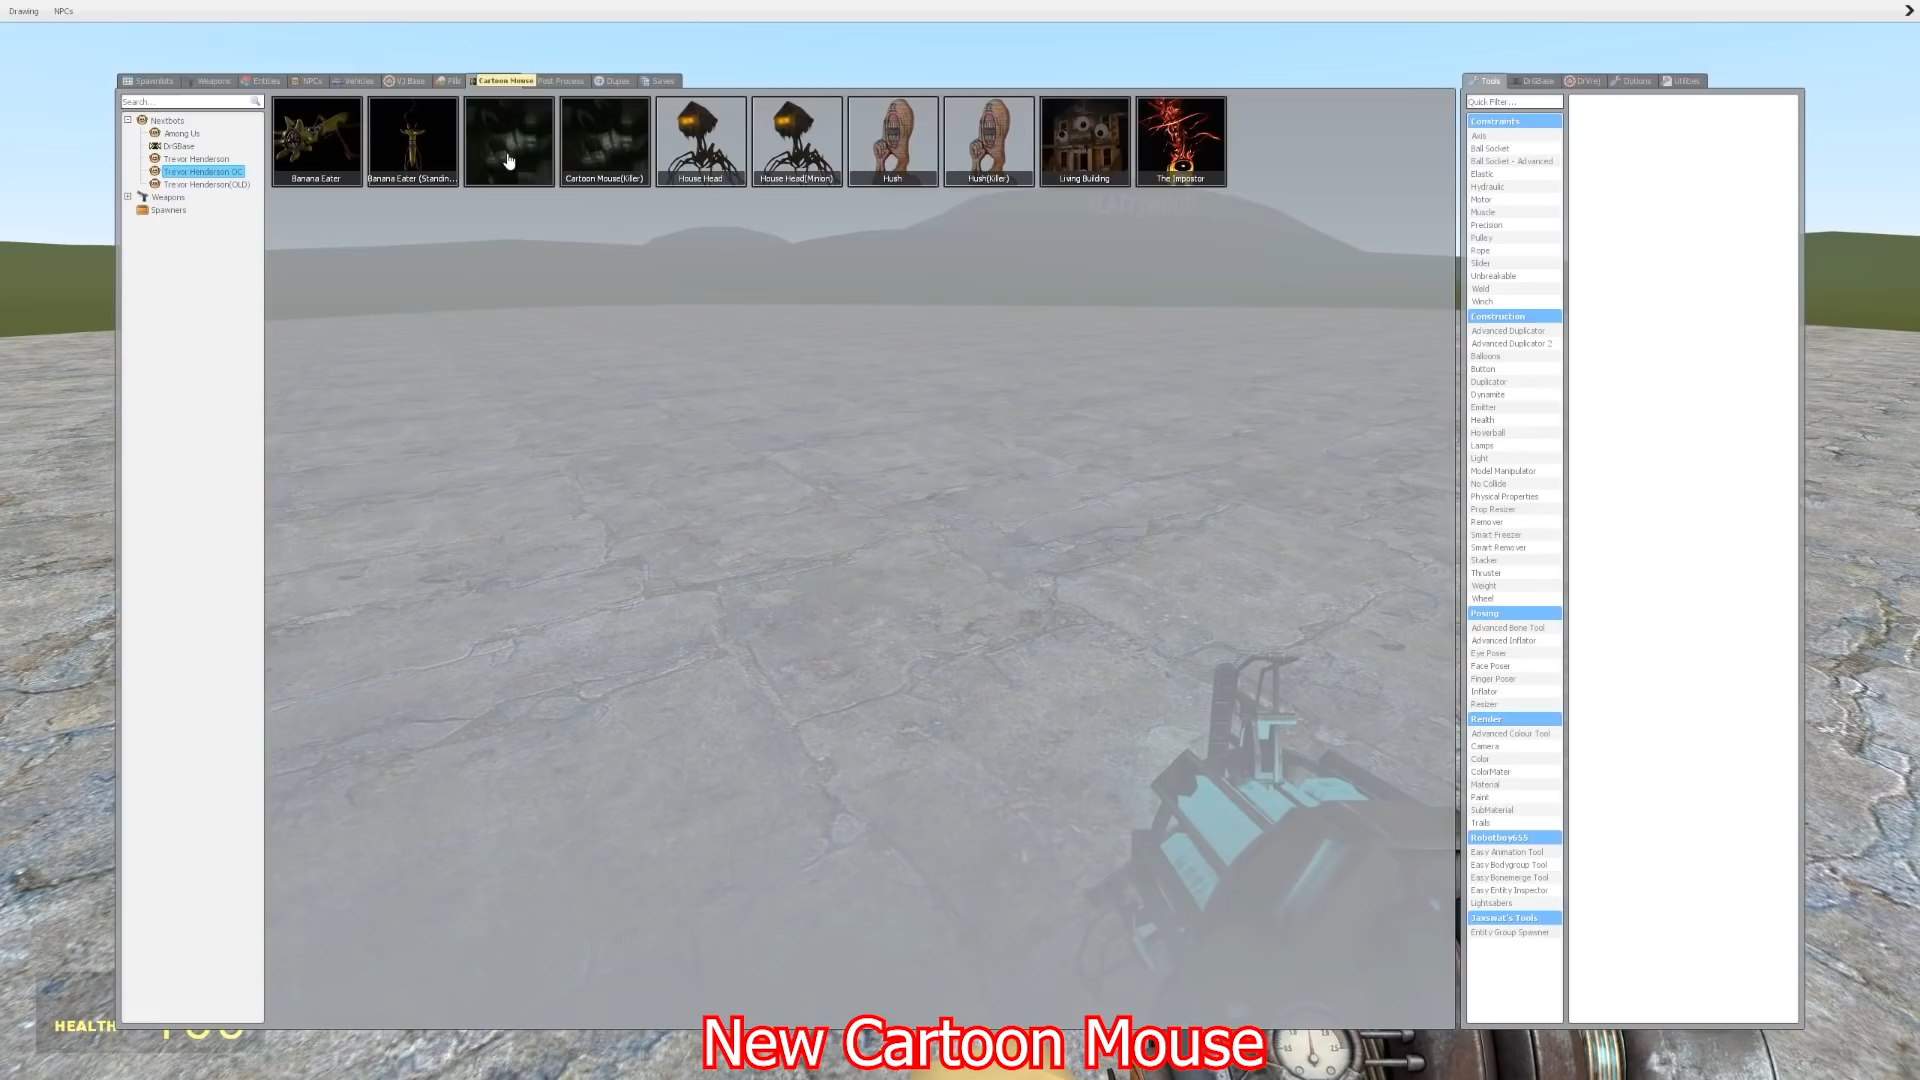 Drawing NPCs
Spawnlists Weapons Entities NPCs Vehicles VJ Base Pills Cartoon Mouse Post Process Dupes Saves
Search...
Nextbots
Among Us
DrGBase
Trevor Henderson
Trevor Henderson OC
Trevor Henderson(OLD)
Weapons
Spawners
Banana Eater
Banana Eater (Standin...
Cartoon Mouse(Killer)
House Head
House Head(Minion)
Hush
Hush(Killer)
Living Building
The Impostor
Tools DrGBase DrVrej Options Utilities
Quick Filter...
Constraints
Axis
Ball Socket
Ball Socket - Advanced
Elastic
Hydraulic
Motor
Muscle
Precision
Pulley
Rope
Slider
Unbreakable
Weld
Winch
Construction
Advanced Duplicator
Advanced Duplicator 2
Balloons
Button
Duplicator
Dynamite
Emitter
Health
Hoverball
Lamps
Light
Model Manipulator
No Collide
Physical Properties
Prop Resizer
Remover
Smart Freezer
Smart Remover
Stacker
Thruster
Weight
Wheel
Posing
Advanced Bone Tool
Advanced Inflator
Eye Poser
Face Poser
Finger Poser
Inflator
Resizer
Render
Advanced Colour Tool
Camera
Color
ColorMater
Material
Paint
SubMaterial
Trails
Robotboy655
Easy Animation Tool
Easy Bodygroup Tool
Easy Bonemerge Tool
Easy Entity Inspector
Lightsabers
Jaxswat's Tools
Entity Group Spawner
FLATYWOOD
HEALTH 100
New Cartoon Mouse